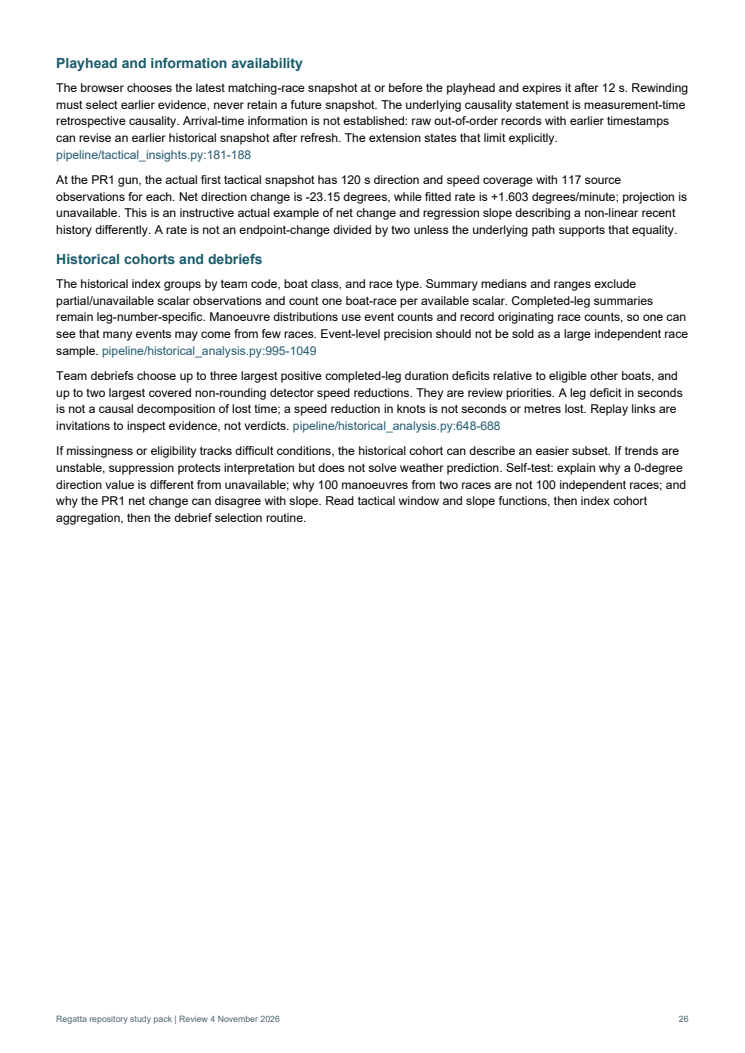 Playhead and information availability
The browser chooses the latest matching-race snapshot at or before the playhead and expires it after 12 s. Rewinding
must select earlier evidence, never retain a future snapshot. The underlying causality statement is measurement-time
retrospective causality. Arrival-time information is not established: raw out-of-order records with earlier timestamps
can revise an earlier historical snapshot after refresh. The extension states that limit explicitly.
pipeline/tactical_insights.py:181-188
At the PR1 gun, the actual first tactical snapshot has 120 s direction and speed coverage with 117 source
observations for each. Net direction change is -23.15 degrees, while fitted rate is +1.603 degrees/minute; projection is
unavailable. This is an instructive actual example of net change and regression slope describing a non-linear recent
history differently. A rate is not an endpoint-change divided by two unless the underlying path supports that equality.
Historical cohorts and debriefs
The historical index groups by team code, boat class, and race type. Summary medians and ranges exclude
partial/unavailable scalar observations and count one boat-race per available scalar. Completed-leg summaries
remain leg-number-specific. Manoeuvre distributions use event counts and record originating race counts, so one can
see that many events may come from few races. Event-level precision should not be sold as a large independent race
sample. pipeline/historical_analysis.py:995-1049
Team debriefs choose up to three largest positive completed-leg duration deficits relative to eligible other boats, and
up to two largest covered non-rounding detector speed reductions. They are review priorities. A leg deficit in seconds
is not a causal decomposition of lost time; a speed reduction in knots is not seconds or metres lost. Replay links are
invitations to inspect evidence, not verdicts. pipeline/historical_analysis.py:648-688
If missingness or eligibility tracks difficult conditions, the historical cohort can describe an easier subset. If trends are
unstable, suppression protects interpretation but does not solve weather prediction. Self-test: explain why a 0-degree
direction value is different from unavailable; why 100 manoeuvres from two races are not 100 independent races; and
why the PR1 net change can disagree with slope. Read tactical window and slope functions, then index cohort
aggregation, then the debrief selection routine.
Regatta repository study pack | Review 4 November 2026
26